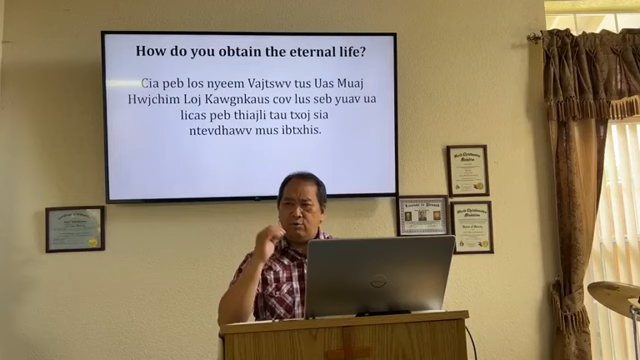 How do you obtain the eternal life?
Cia peb los nyeem Vajtswv tus Uas Muaj
Hwjchim Loj Kawgnkaus cov lus seb yuav ua
licas peb thiajli tau txoj sia
ntevdhawv mus ibtxhis.
DELL